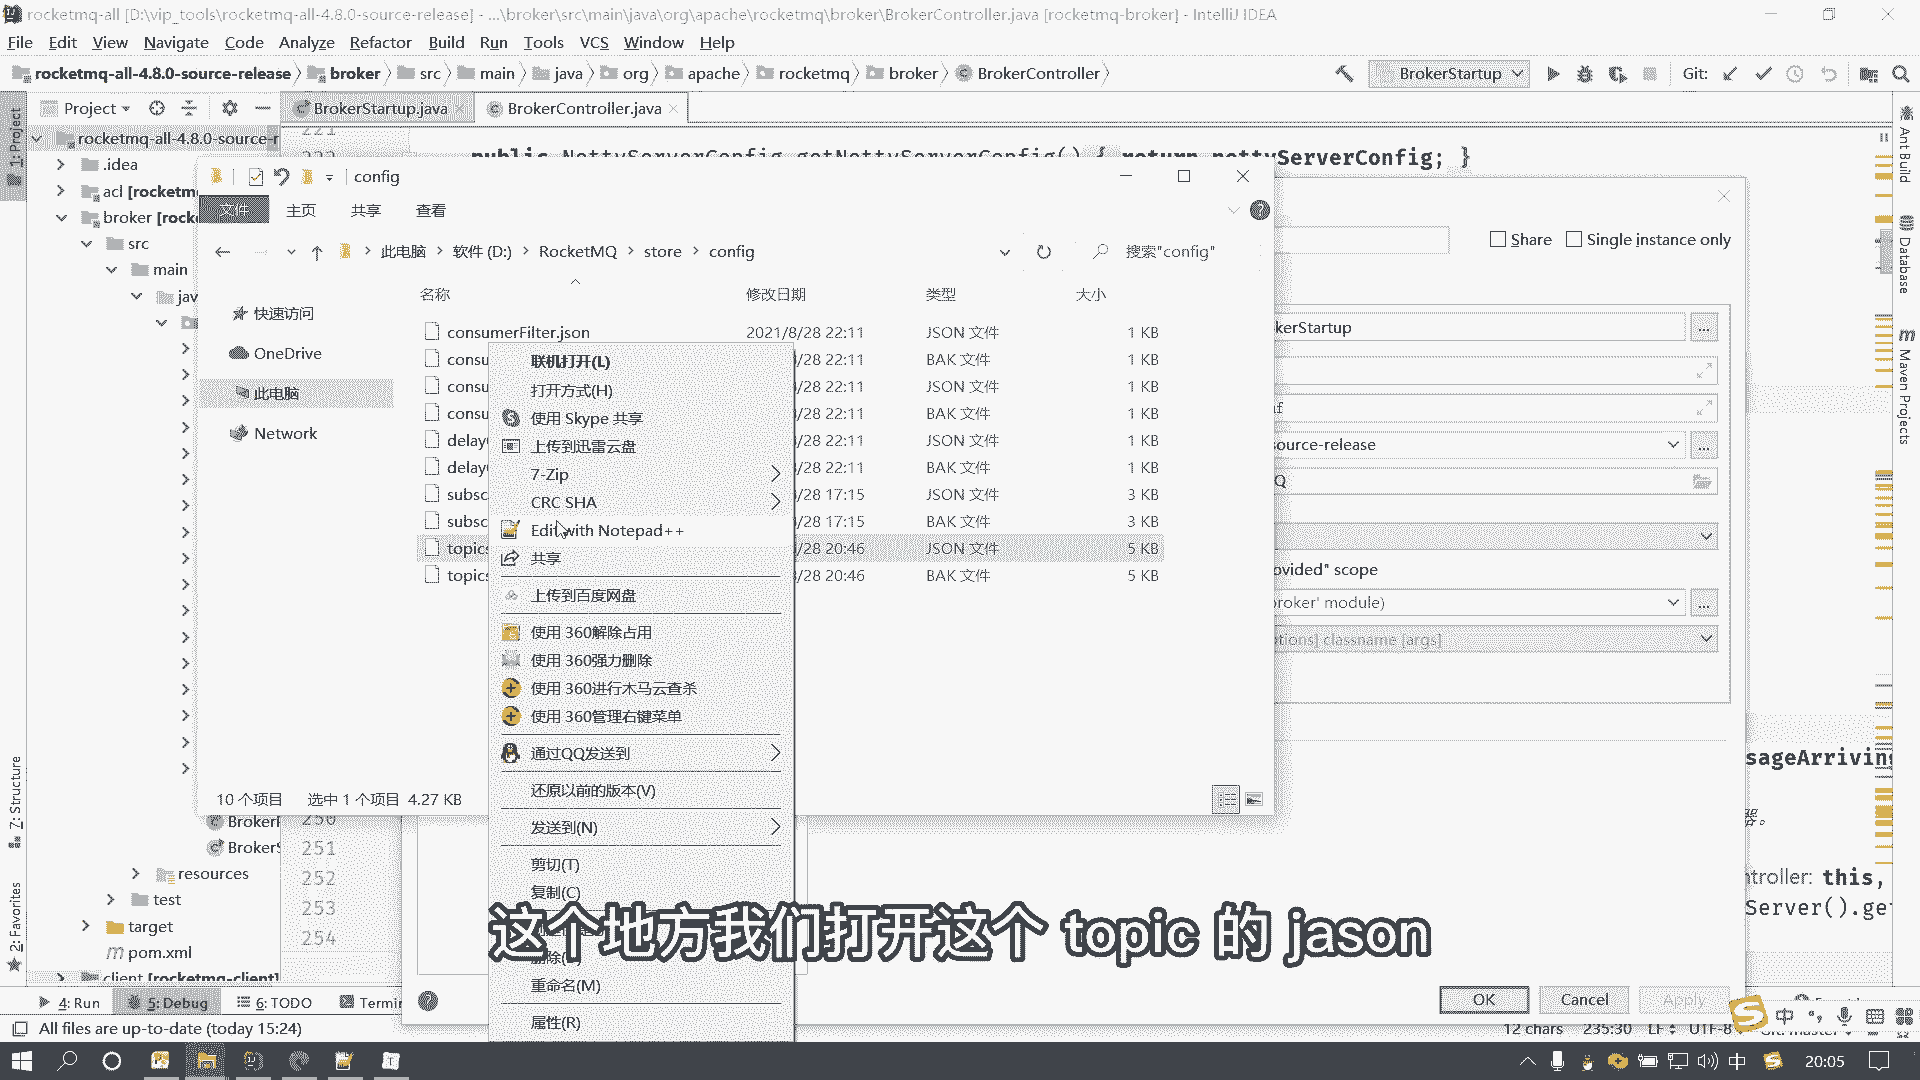 rocketmq-all [D:\vip_tools\rocketmq-all-4.8.0-source-release] - ...\broker\src\main\java\org\apache\rocketmq\broker\BrokerController.java [rocketmq-broker] - IntelliJ IDEA
File Edit View Navigate Code Analyze Refactor Build Run Tools VCS Window Help
rocketmq-all-4.8.0-source-release broker src main java org apache rocketmq broker BrokerController BrokerStartup Git:
Project BrokerStartup.java BrokerController.java
1: Project
rocketmq-all-4.8.0-source-r
221
222
public NettyServerConfig getNettyServerConfig() { return nettyServerConfig; }
.idea
acl [rocketm
broker [rock
src
main
jav
config
文件 主页 共享 查看
此电脑 软件 (D:) RocketMQ store config 搜索"config"
Share Single instance only
名称 修改日期 类型 大小
快速访问
OneDrive
此电脑
Network
consumerFilter.json 2021/8/28 22:11 JSON 文件 1 KB
consu /28 22:11 BAK 文件 1 KB
consu /28 22:11 JSON 文件 1 KB
consu /28 22:11 BAK 文件 1 KB
delay /28 22:11 JSON 文件 1 KB
delay /28 22:11 BAK 文件 1 KB
subsc /28 17:15 JSON 文件 3 KB
subsc /28 17:15 BAK 文件 3 KB
topics /28 20:46 JSON 文件 5 KB
topics /28 20:46 BAK 文件 5 KB
联机打开(L)
打开方式(H)
使用 Skype 共享
上传到迅雷云盘
7-Zip
CRC SHA
Edit with Notepad++
共享
上传到百度网盘
使用 360解除占用
使用 360强力删除
使用 360进行木马云查杀
使用 360管理右键菜单
通过QQ发送到
还原以前的版本(V)
发送到(N)
剪切(T)
复制(C)
删除(D)
重命名(M)
属性(R)
10 个项目 选中 1 个项目 4.27 KB
kerStartup
nf
source-release
Q
ovided" scope
broker' module)
ptions] classname [args]
sageArriving
器。
ntroller: this,
Server().get
Ant Build
Database
Maven Projects
7: Structure
2: Favorites
BrokerF
BrokerS
resources
test
target
pom.xml
client [rocketmq-client]
250
251
252
253
254
这个地方我们打开这个 topic 的 jason
OK Cancel Apply
4: Run 5: Debug 6: TODO Termi
All files are up-to-date (today 15:24) 12 chars 235:30 LF UTF-8 Git: master
中
中 20:05